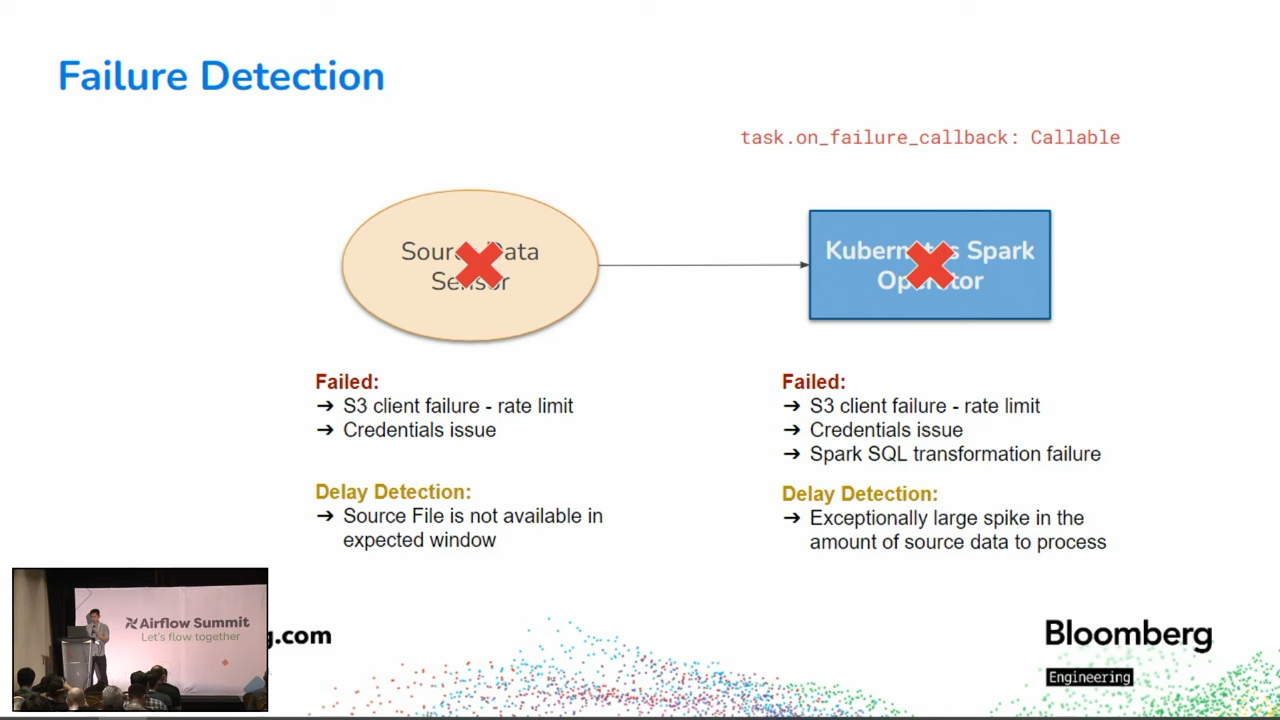 Failure Detection
task.on_failure_callback: Callable
Source Data
Sensor
Kubernetes Spark
Operator
Failed:
➔ S3 client failure - rate limit
➔ Credentials issue
Delay Detection:
➔ Source File is not available in
expected window
Failed:
➔ S3 client failure - rate limit
➔ Credentials issue
➔ Spark SQL transformation failure
Delay Detection:
➔ Exceptionally large spike in the
amount of source data to process
Airflow Summit
Let's flow together
g.com
Bloomberg
Engineering